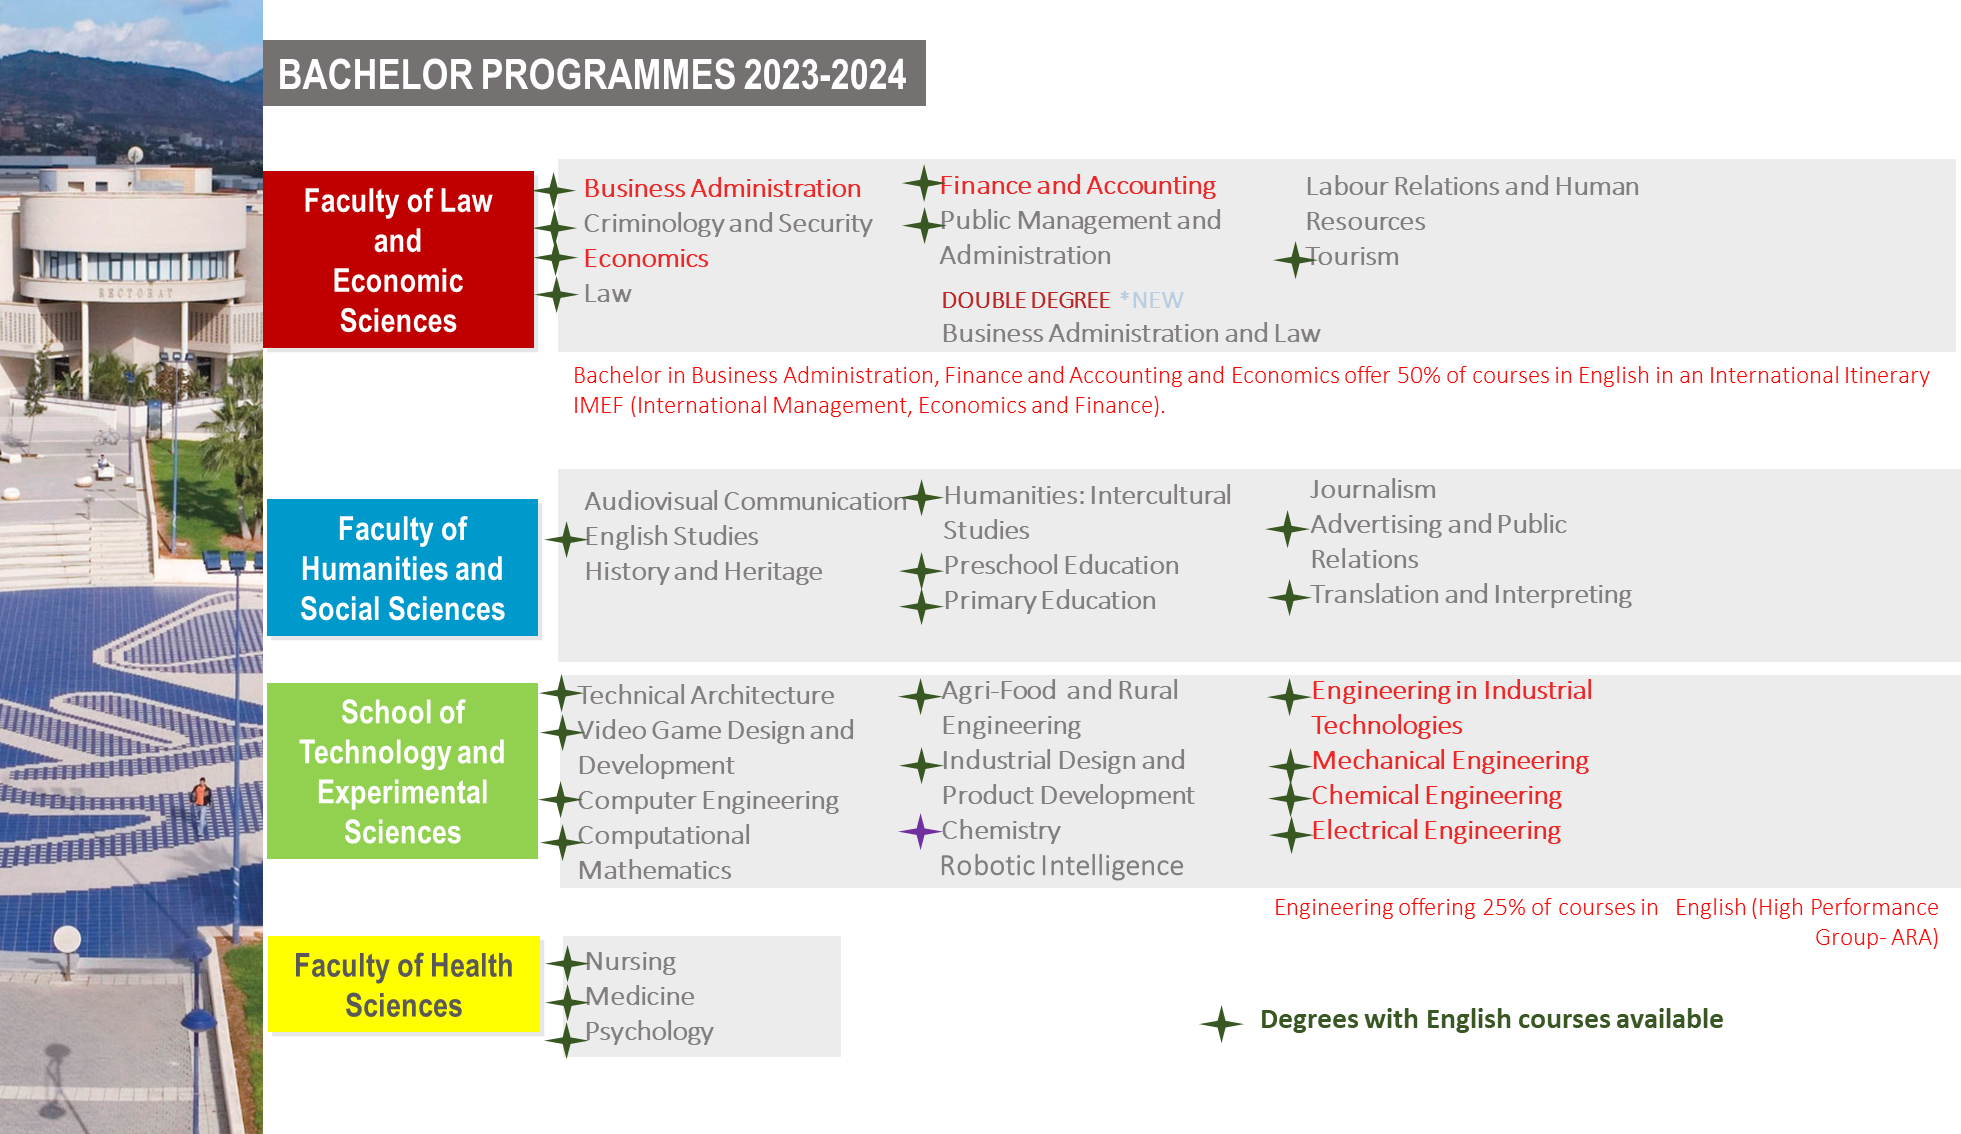 BACHELOR PROGRAMMES 2023-2024
Faculty of Law
and
Economic
Sciences
Business Administration
Criminology and Security
Economics
Law
Finance and Accounting
Public Management and
Administration
DOUBLE DEGREE *NEW
Business Administration and Law
Labour Relations and Human
Resources
Tourism
Bachelor in Business Administration, Finance and Accounting and Economics offer 50% of courses in English in an International Itinerary
IMEF (International Management, Economics and Finance).
Faculty of
Humanities and
Social Sciences
Audiovisual Communication
English Studies
History and Heritage
Humanities: Intercultural
Studies
Preschool Education
Primary Education
Journalism
Advertising and Public
Relations
Translation and Interpreting
School of
Technology and
Experimental
Sciences
Technical Architecture
Video Game Design and
Development
Computer Engineering
Computational
Mathematics
Agri-Food and Rural
Engineering
Industrial Design and
Product Development
Chemistry
Robotic Intelligence
Engineering in Industrial
Technologies
Mechanical Engineering
Chemical Engineering
Electrical Engineering
Engineering offering 25% of courses in English (High Performance
Group- ARA)
Faculty of Health
Sciences
Nursing
Medicine
Psychology
Degrees with English courses available
RECTORAT